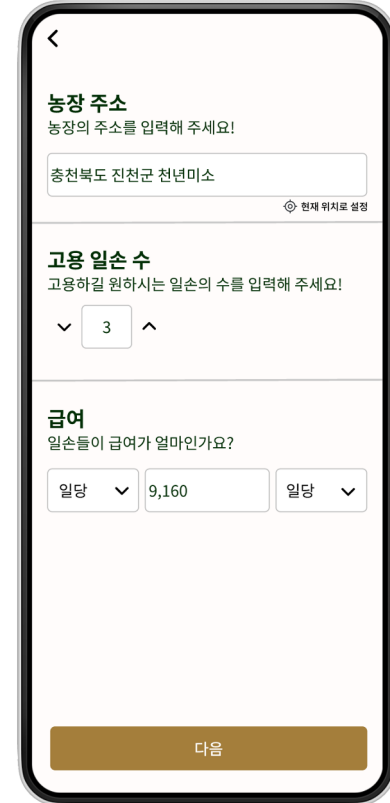 농장 주소
농장의 주소를 입력해 주세요!
충천북도 진천군 천년미소
현재 위치로 설정
고용 일손 수
고용하길 원하시는 일손의 수를 입력해 주세요!
3
급여
일손들이 급여가 얼마인가요?
일당 9,160 일당
다음